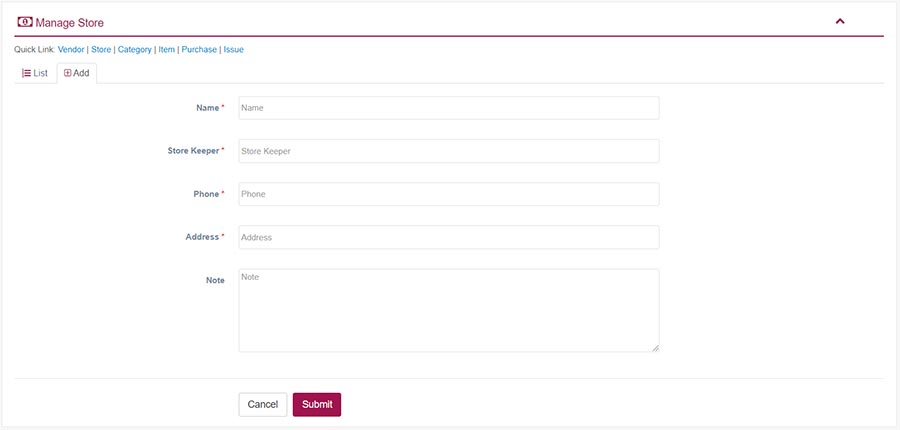 Manage Store
Quick Link: Vendor | Store | Category | Item | Purchase | Issue
List Add
Name * Name
Store Keeper * Store Keeper
Phone * Phone
Address * Address
Note Note
Cancel Submit